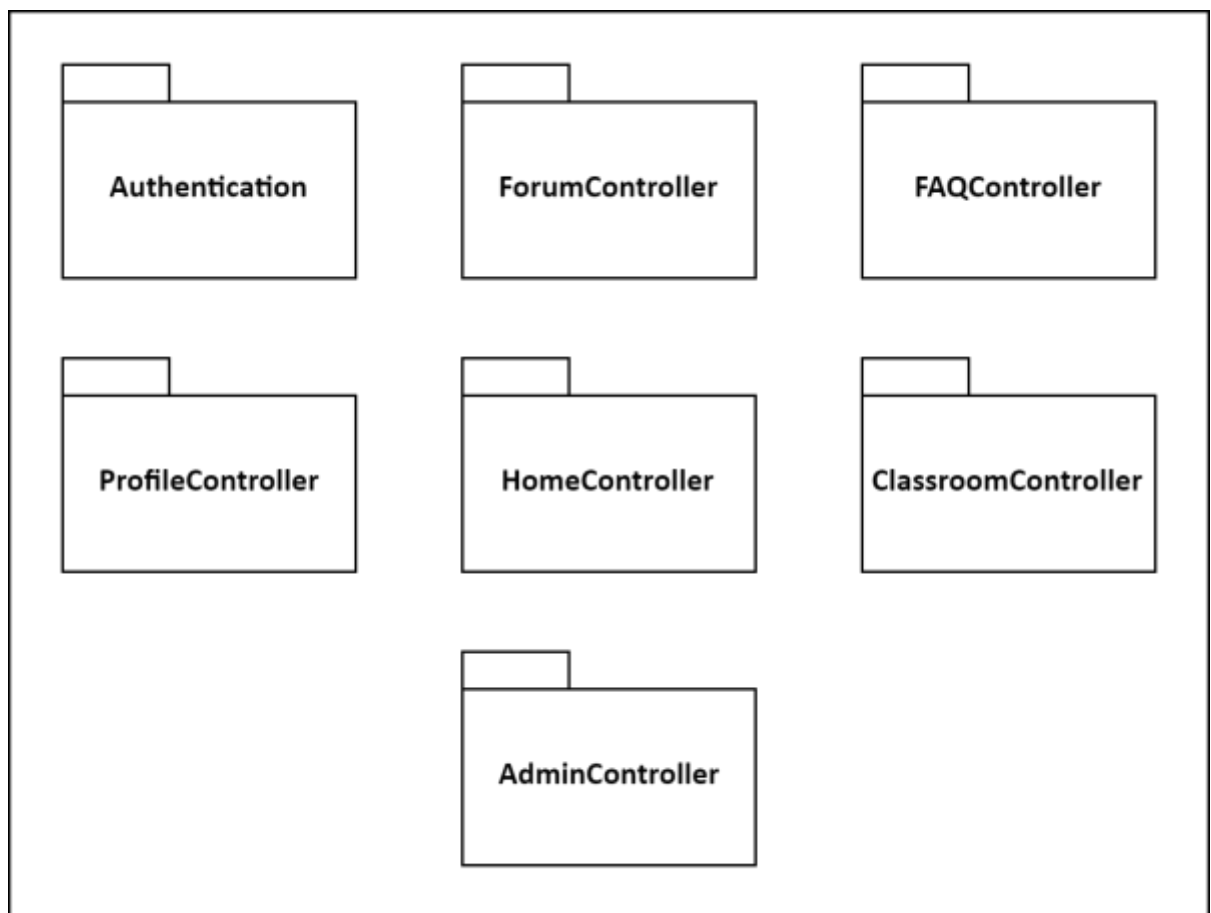 Authentication
ForumController
FAQController
ProfileController
HomeController
ClassroomController
AdminController